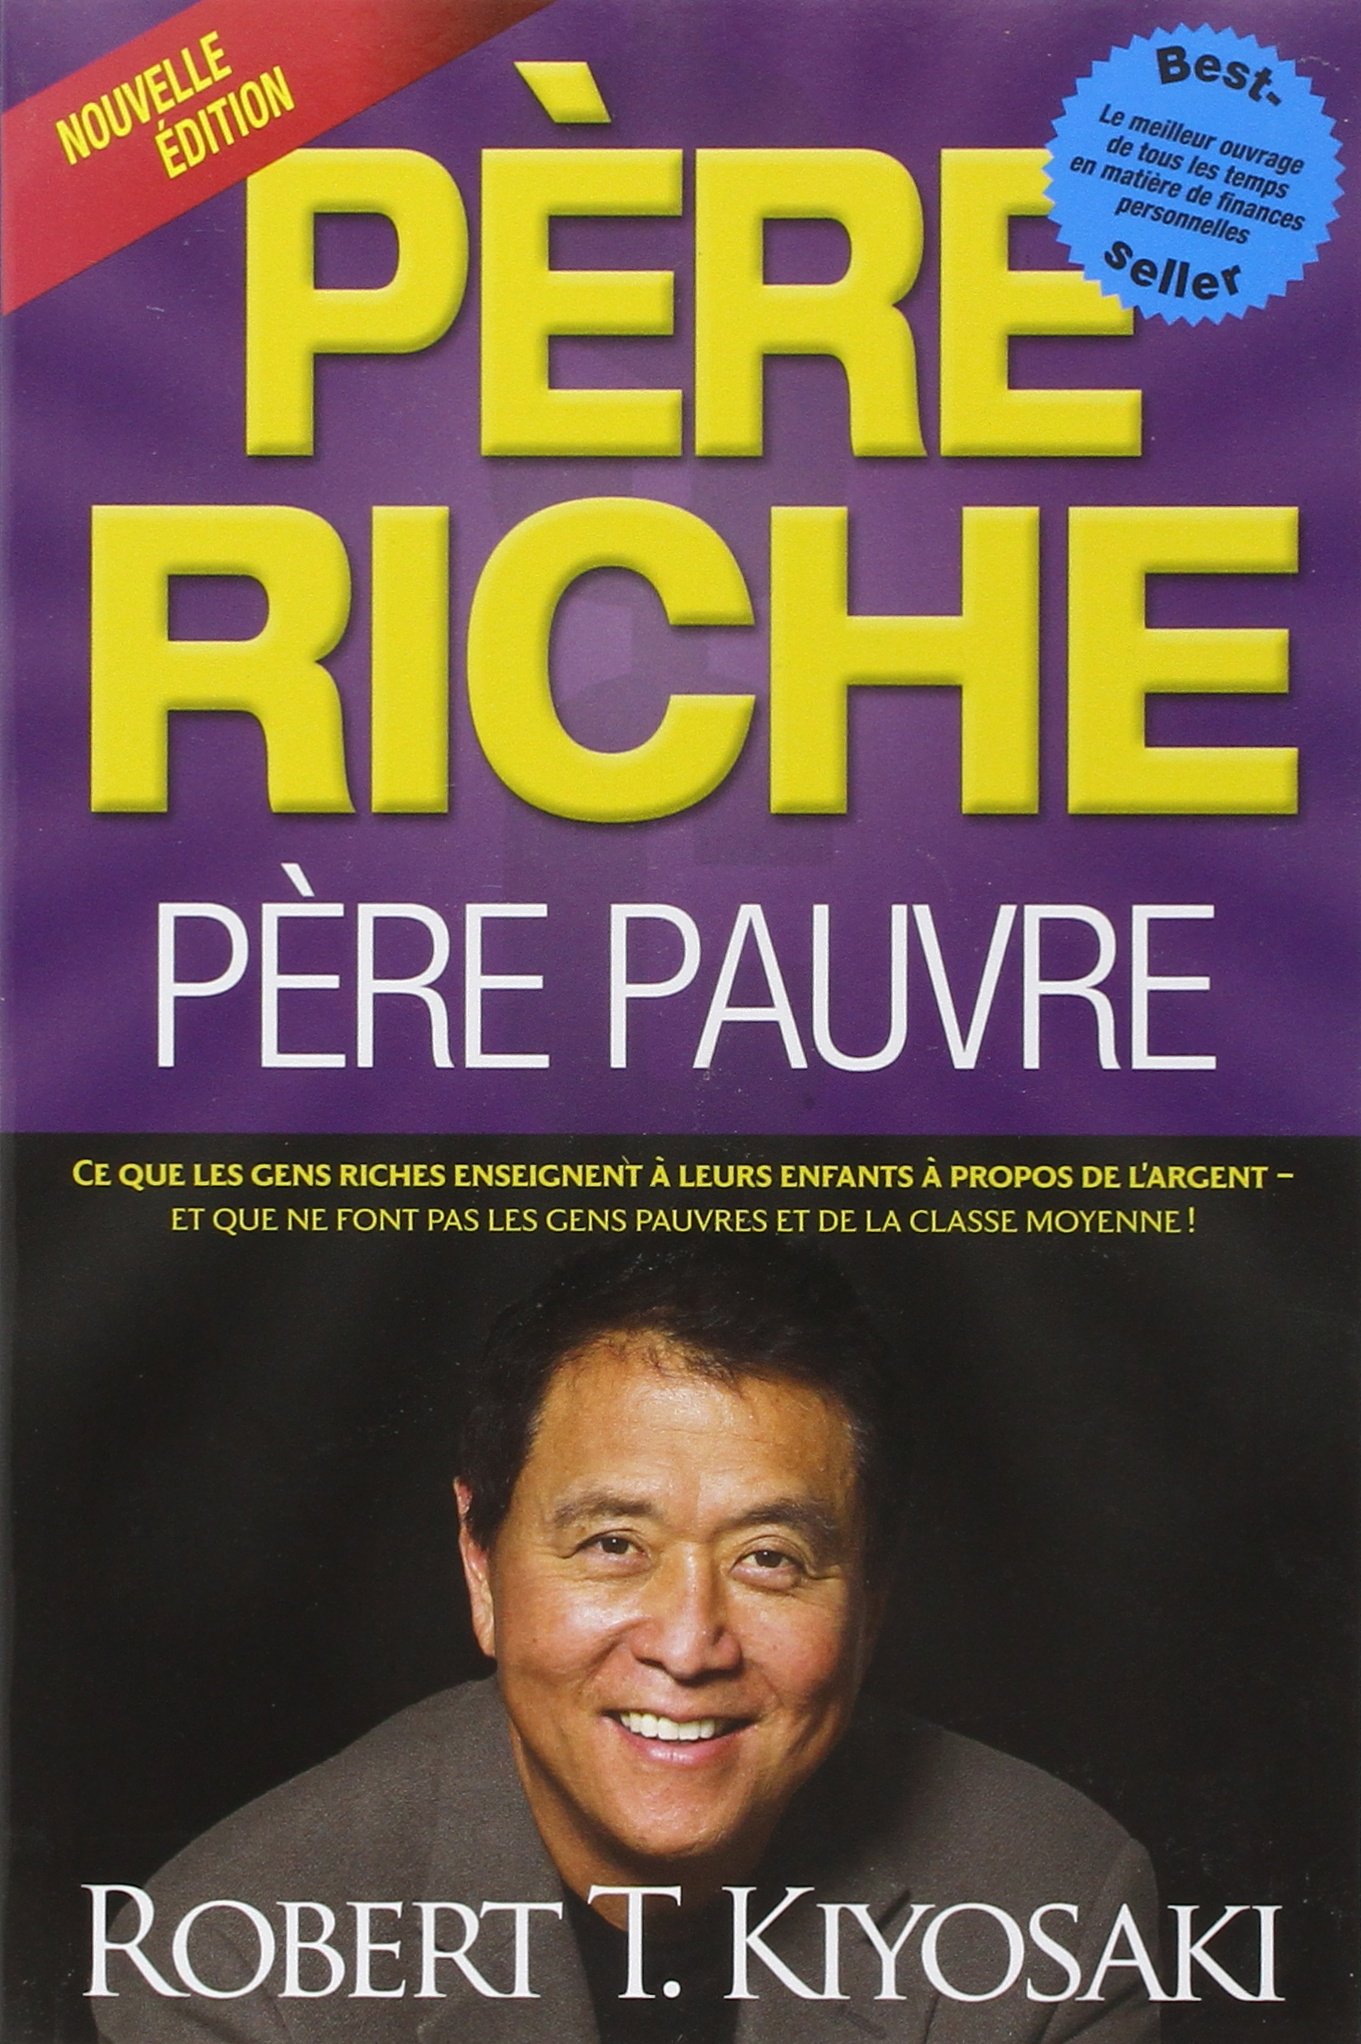 NOUVELLE
ÉDITION
Best-
Le meilleur ouvrage
de tous les temps
en matière de finances
personnelles
seller
PÈRE
RICHE
PÈRE PAUVRE
CE QUE LES GENS RICHES ENSEIGNENT À LEURS ENFANTS À PROPOS DE L'ARGENT –
ET QUE NE FONT PAS LES GENS PAUVRES ET DE LA CLASSE MOYENNE !
ROBERT T. KIYOSAKI